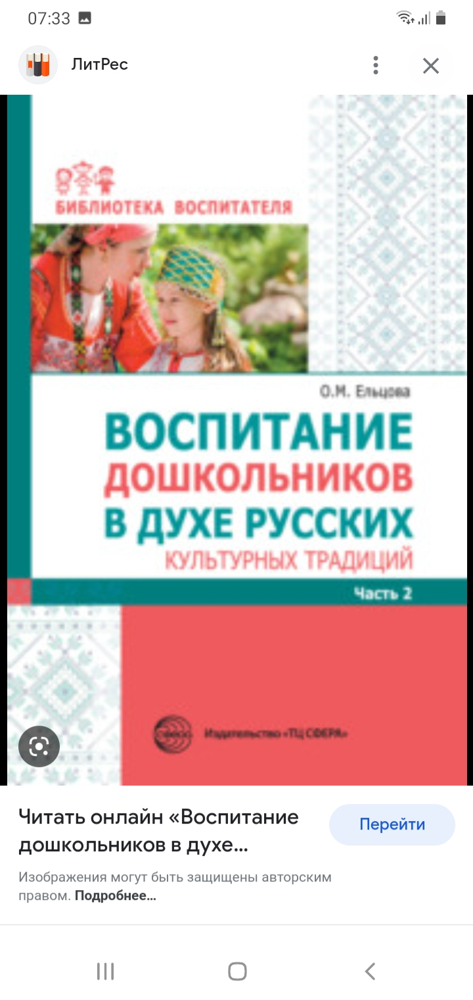 07:33
ЛитРес
БИБЛИОТЕКА ВОСПИТАТЕЛЯ
О.М. Ельцова
ВОСПИТАНИЕ
ДОШКОЛЬНИКОВ
В ДУХЕ РУССКИХ
КУЛЬТУРНЫХ ТРАДИЦИЙ
Часть 2
Издательство «ТЦ СФЕРА»
Читать онлайн «Воспитание
дошкольников в духе...
Перейти
Изображения могут быть защищены авторским
правом. Подробнее...